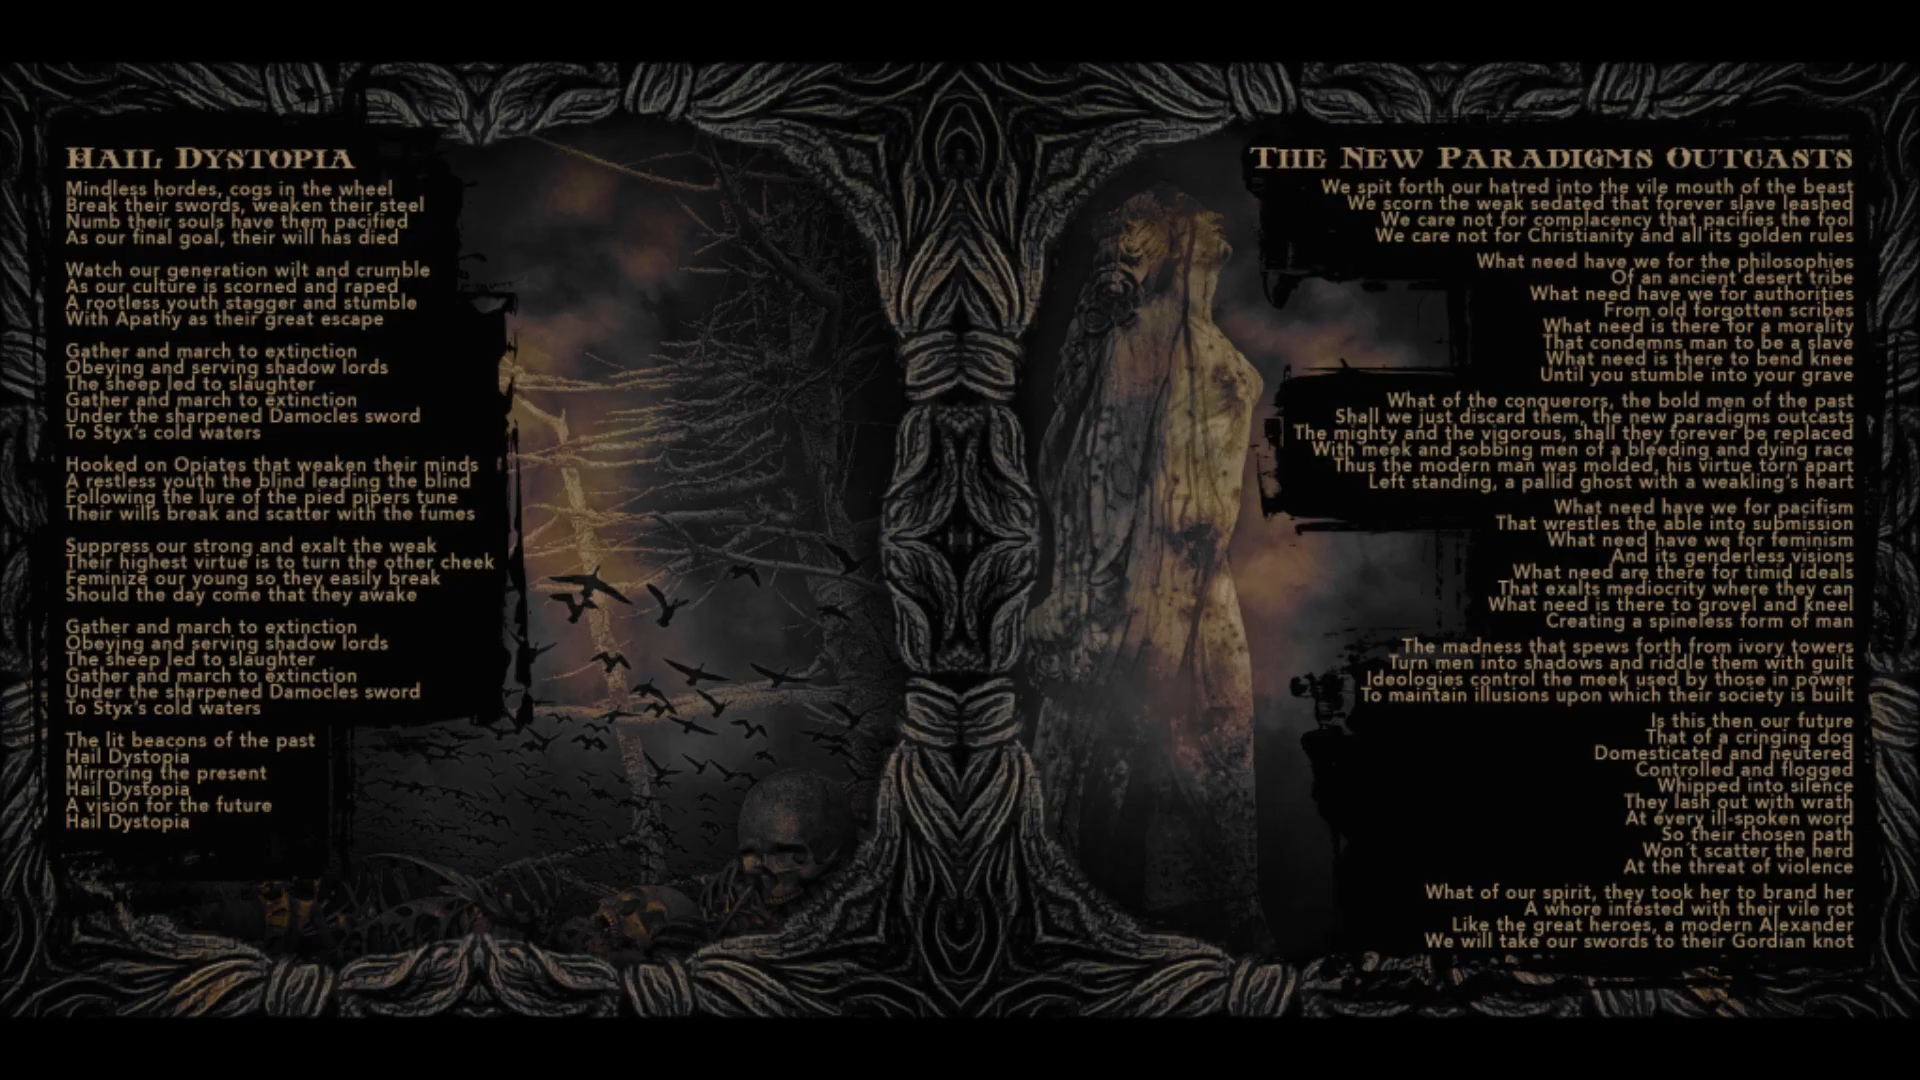 HAIL DYSTOPIA
Mindless hordes, cogs in the wheel
Break their swords, weaken their steel
Numb their souls have them pacified
As our final goal, their will has died
Watch our generation wilt and crumble
As our culture is scorned and raped
A rootless youth stagger and stumble
With Apathy as their great escape
Gather and march to extinction
Obeying and serving shadow lords
The sheep led to slaughter
Gather and march to extinction
Under the sharpened Damocles sword
To Styx's cold waters
Hooked on Opiates that weaken their minds
A restless youth the blind leading the blind
Following the lure of the pied pipers tune
Their wills break and scatter with the fumes
Suppress our strong and exalt the weak
Their highest virtue is to turn the other cheek
Feminize our young so they easily break
Should the day come that they awake
Gather and march to extinction
Obeying and serving shadow lords
The sheep led to slaughter
Gather and march to extinction
Under the sharpened Damocles sword
To Styx's cold waters
The lit beacons of the past
Hail Dystopia
Mirroring the present
Hail Dystopia
A vision for the future
Hail Dystopia
THE NEW PARADIGMS OUTCASTS
We spit forth our hatred into the vile mouth of the beast
We scorn the weak sedated that forever slave leashed
We care not for complacency that pacifies the fool
We care not for Christianity and all its golden rules
What need have we for the philosophies
Of an ancient desert tribe
What need have we for authorities
From old forgotten scribes
What need is there for a morality
That condemns man to be a slave
What need is there to bend knee
Until you stumble into your grave
What of the conquerors, the bold men of the past
Shall we just discard them, the new paradigms outcasts
The mighty and the vigorous, shall they forever be replaced
With meek and sobbing men of a bleeding and dying race
Thus the modern man was molded, his virtue torn apart
Left standing, a pallid ghost with a weakling's heart
What need have we for pacifism
That wrestles the able into submission
What need have we for feminism
And its genderless visions
What need are there for timid ideals
That exalts mediocrity where they can
What need is there to grovel and kneel
Creating a spineless form of man
The madness that spews forth from ivory towers
Turn men into shadows and riddle them with guilt
Ideologies control the meek used by those in power
To maintain illusions upon which their society is built
Is this then our future
That of a cringing dog
Domesticated and neutered
Controlled and flogged
Whipped into silence
They lash out with wrath
At every ill-spoken word
So their chosen path
Won't scatter the herd
At the threat of violence
What of our spirit, they took her to brand her
A whore infested with their vile rot
Like the great heroes, a modern Alexander
We will take our swords to their Gordian knot